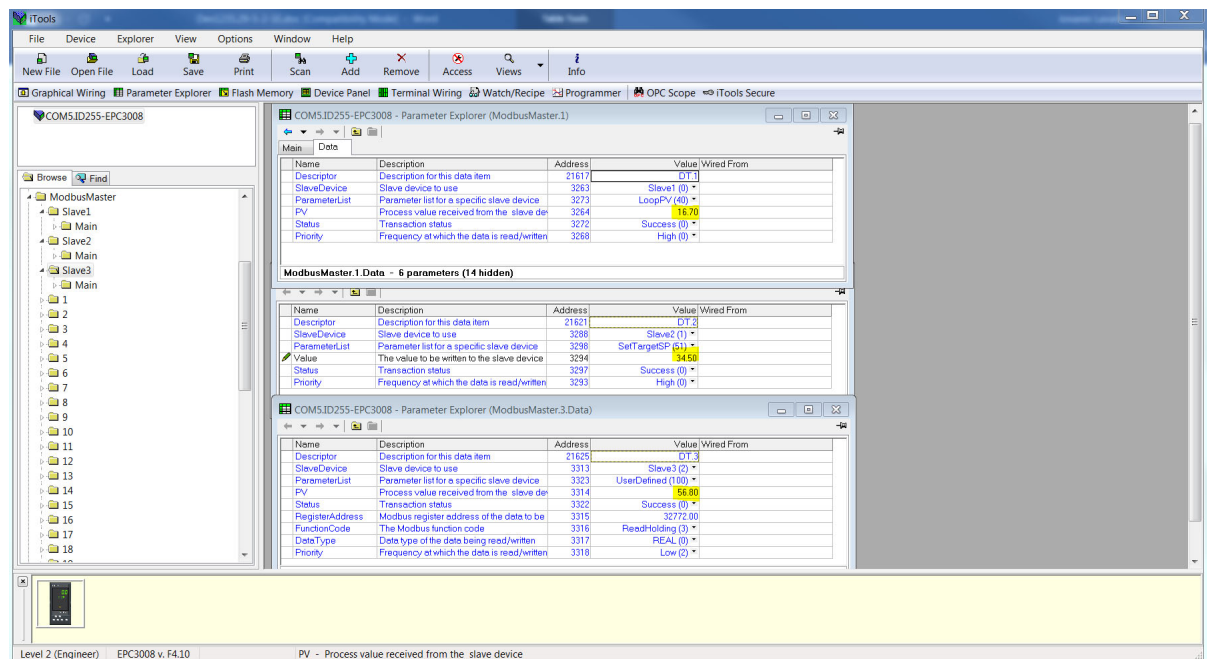 iTools
File Device Explorer View Options Window Help
New File Open File Load Save Print Scan Add Remove Access Views Info
Graphical Wiring Parameter Explorer Flash Memory Device Panel Terminal Wiring Watch/Recipe Programmer OPC Scope iTools Secure
COM5.ID255-EPC3008
Browse Find
ModbusMaster
Slave1
Main
Slave2
Main
Slave3
Main
1
2
3
4
5
6
7
8
9
10
11
12
13
14
15
16
17
18
COM5.ID255-EPC3008 - Parameter Explorer (ModbusMaster.1)
Main Data
Name Description Address Value Wired From
Descriptor Description for this data item 21617 DT.1
SlaveDevice Slave device to use 3263 Slave1 (0)
ParameterList Parameter list for a specific slave device 3273 LoopPV (40)
PV Process value received from the slave dev 3264 16.70
Status Transaction status 3272 Success (0)
Priority Frequency at which the data is read/written 3268 High (0)
ModbusMaster.1.Data - 6 parameters (14 hidden)
Name Description Address Value Wired From
Descriptor Description for this data item 21621 DT.2
SlaveDevice Slave device to use 3288 Slave2 (1)
ParameterList Parameter list for a specific slave device 3298 SetTargetSP (51)
Value The value to be written to the slave device 3294 34.50
Status Transaction status 3297 Success (0)
Priority Frequency at which the data is read/written 3293 High (0)
COM5.ID255-EPC3008 - Parameter Explorer (ModbusMaster.3.Data)
Name Description Address Value Wired From
Descriptor Description for this data item 21625 DT.3
SlaveDevice Slave device to use 3313 Slave3 (2)
ParameterList Parameter list for a specific slave device 3323 UserDefined (100)
PV Process value received from the slave dev 3314 56.80
Status Transaction status 3322 Success (0)
RegisterAddress Modbus register address of the data to be 3315 32772.00
FunctionCode The Modbus function code 3316 ReadHolding (3)
DataType Data type of the data being read/written 3317 REAL (0)
Priority Frequency at which the data is read/written 3318 Low (2)
Level 2 (Engineer) EPC3008 v. F4.10 PV - Process value received from the slave device